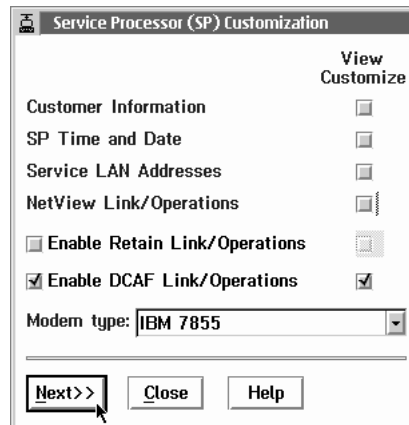 Service Processor (SP) Customization
View
Customize
Customer Information
SP Time and Date
Service LAN Addresses
NetView Link/Operations
Enable Retain Link/Operations
Enable DCAF Link/Operations
Modem type: IBM 7855
Next>> Close Help